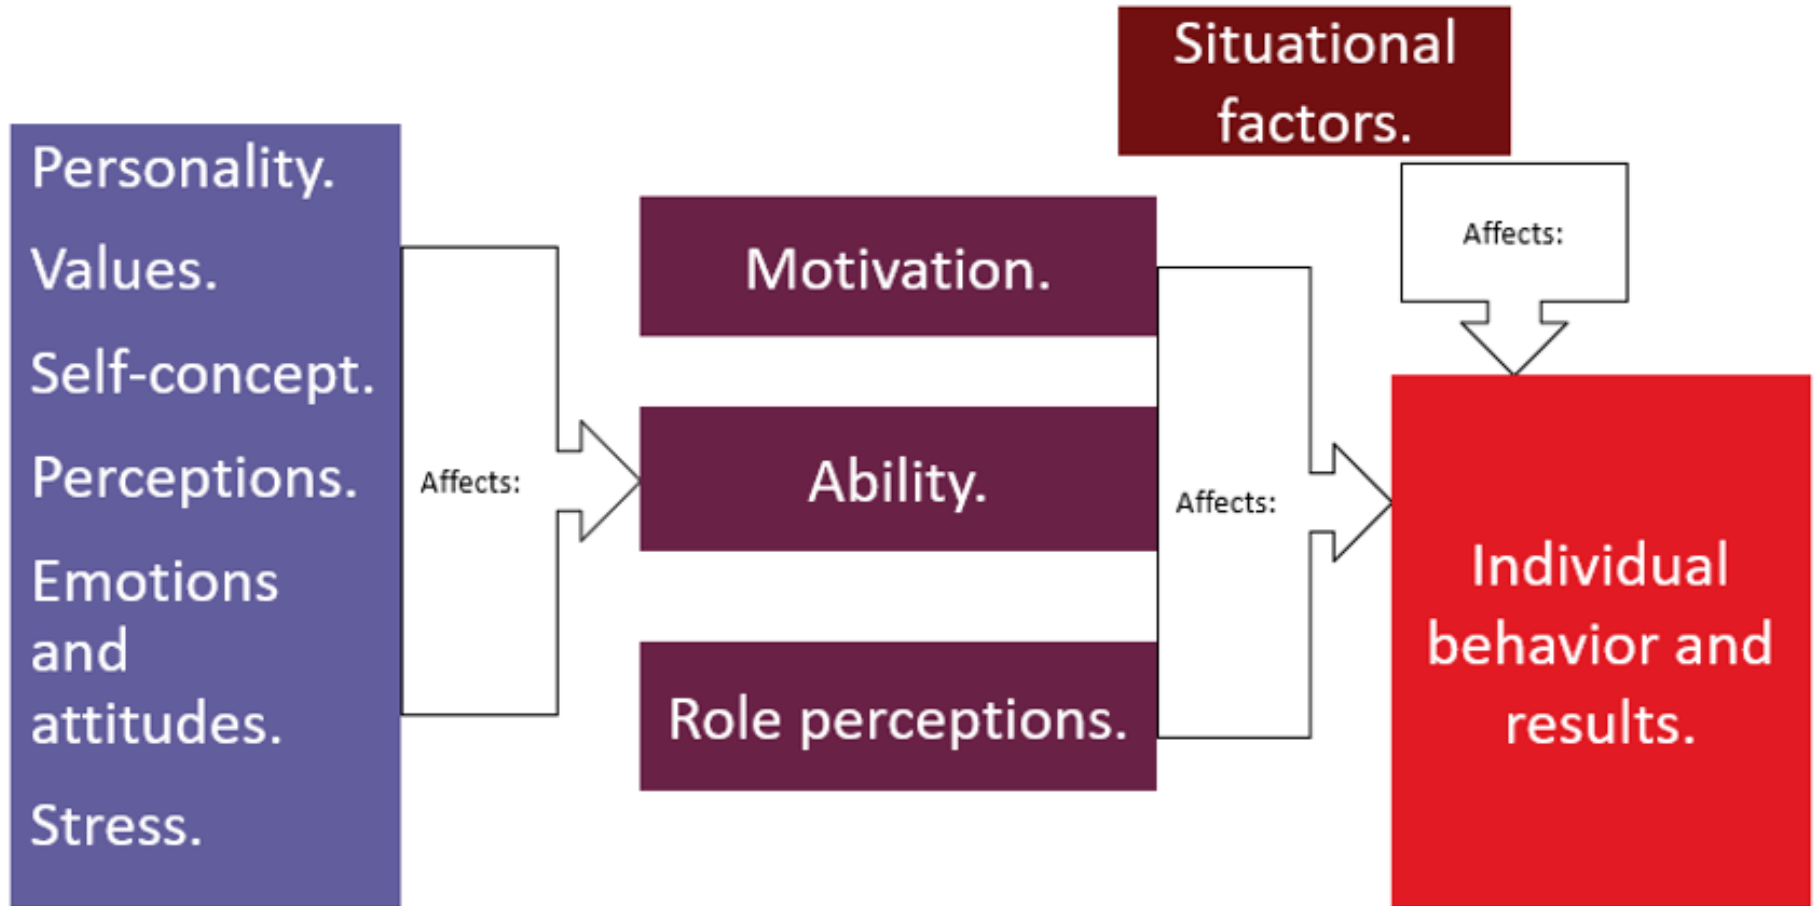 Situational
factors.
Personality.
Values.
Self-concept.
Perceptions.
Emotions
and
attitudes.
Stress.
Affects:
Motivation.
Ability.
Role perceptions.
Affects:
Affects:
Individual
behavior and
results.